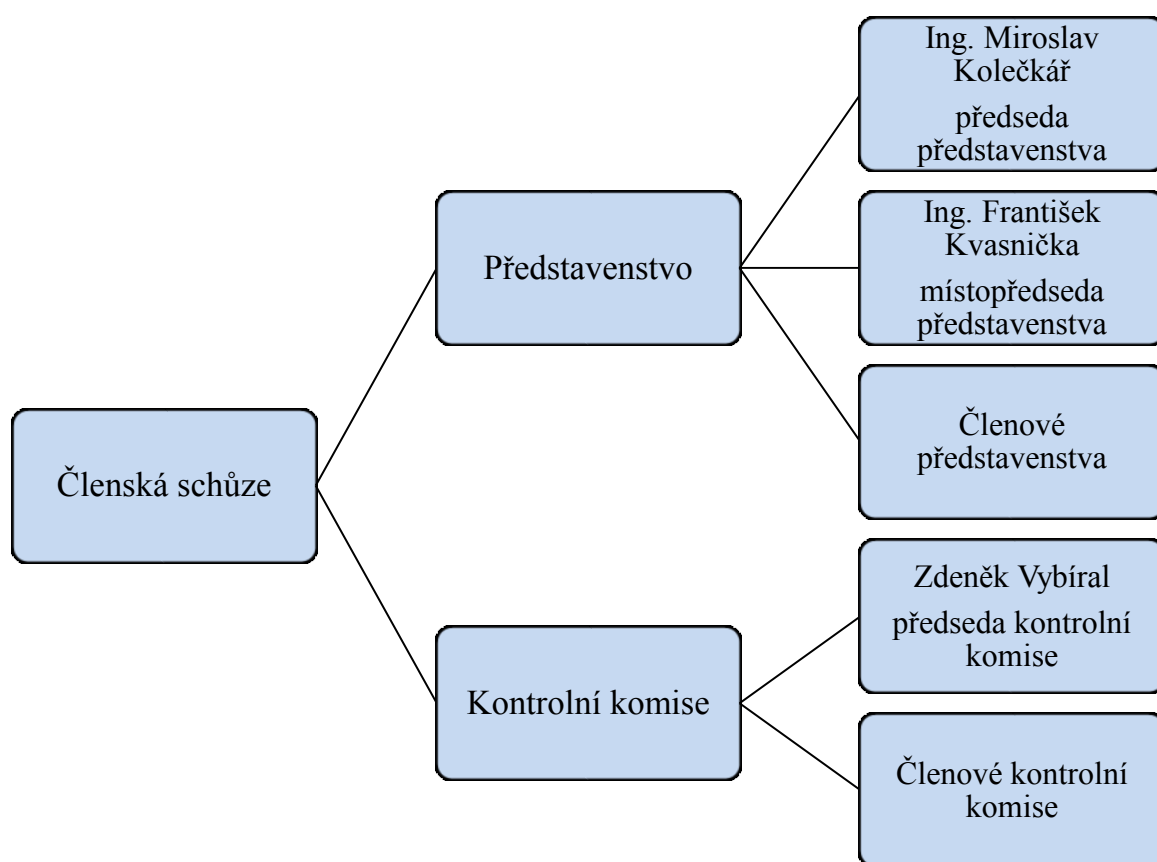 Ing. Miroslav
Kolečkář
předseda
představenstva
Ing. František
Kvasnička
místopředseda
představenstva
Představenstvo
Členové
představenstva
Členská schůze
Zdeněk Vybíral
předseda kontrolní
komise
Kontrolní komise
Členové kontrolní
komise